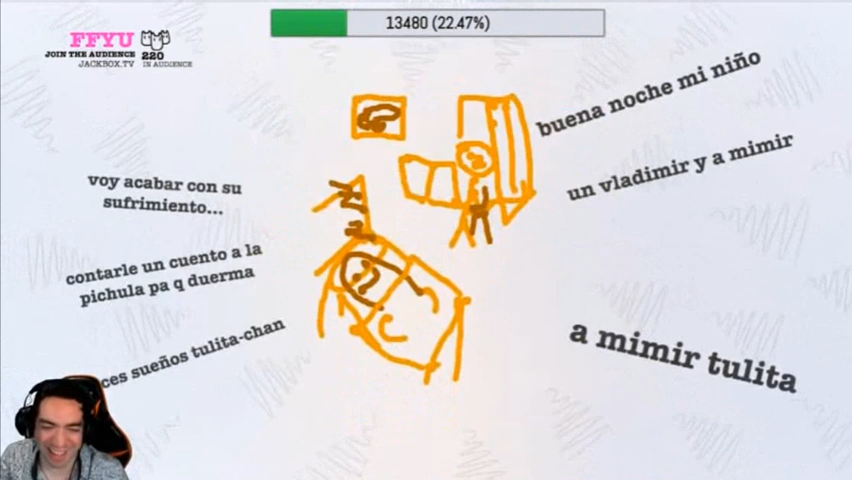 13480 (22.47%)
FFYU
JOIN THE AUDIENCE
JACKBOX.TV
220
IN AUDIENCE
buena noche mi niño
un vladimir y a mimir
voy acabar con su
sufrimiento...
contarle un cuento a la
pichula pa q duerma
ces sueños tulita-chan
a mimir tulita